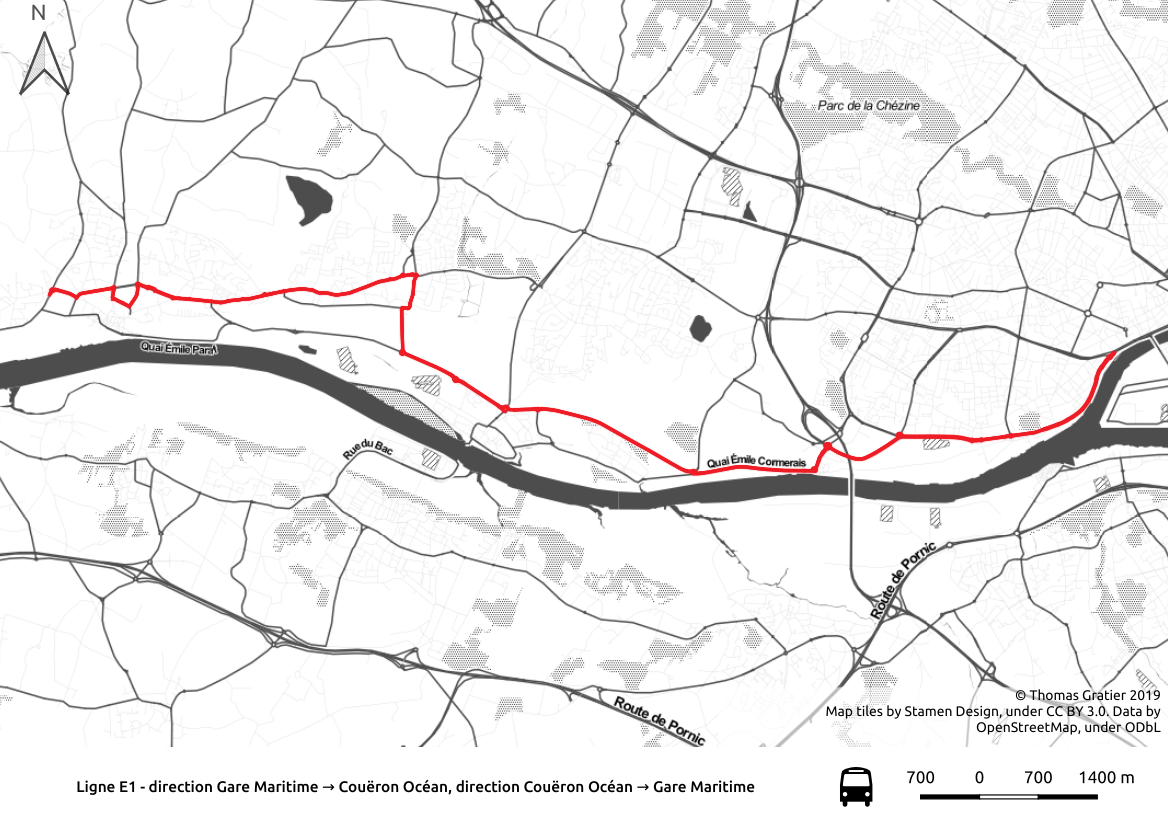 N
Parc de la Chézine
Quai Émile Para
Rue du Bac
Quai Émile Cormerais
Route de Pornic
Route de Pornic
© Thomas Gratier 2019
Map tiles by Stamen Design, under CC BY 3.0. Data by
OpenStreetMap, under ODbL
Ligne E1 - direction Gare Maritime → Couëron Océan, direction Couëron Océan → Gare Maritime
700 0 700 1400 m